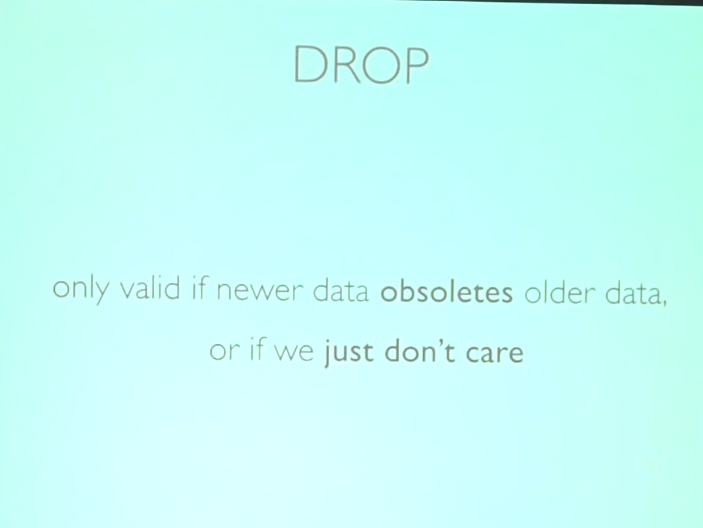 DROP
only valid if newer data obsoletes older data,
or if we just don't care